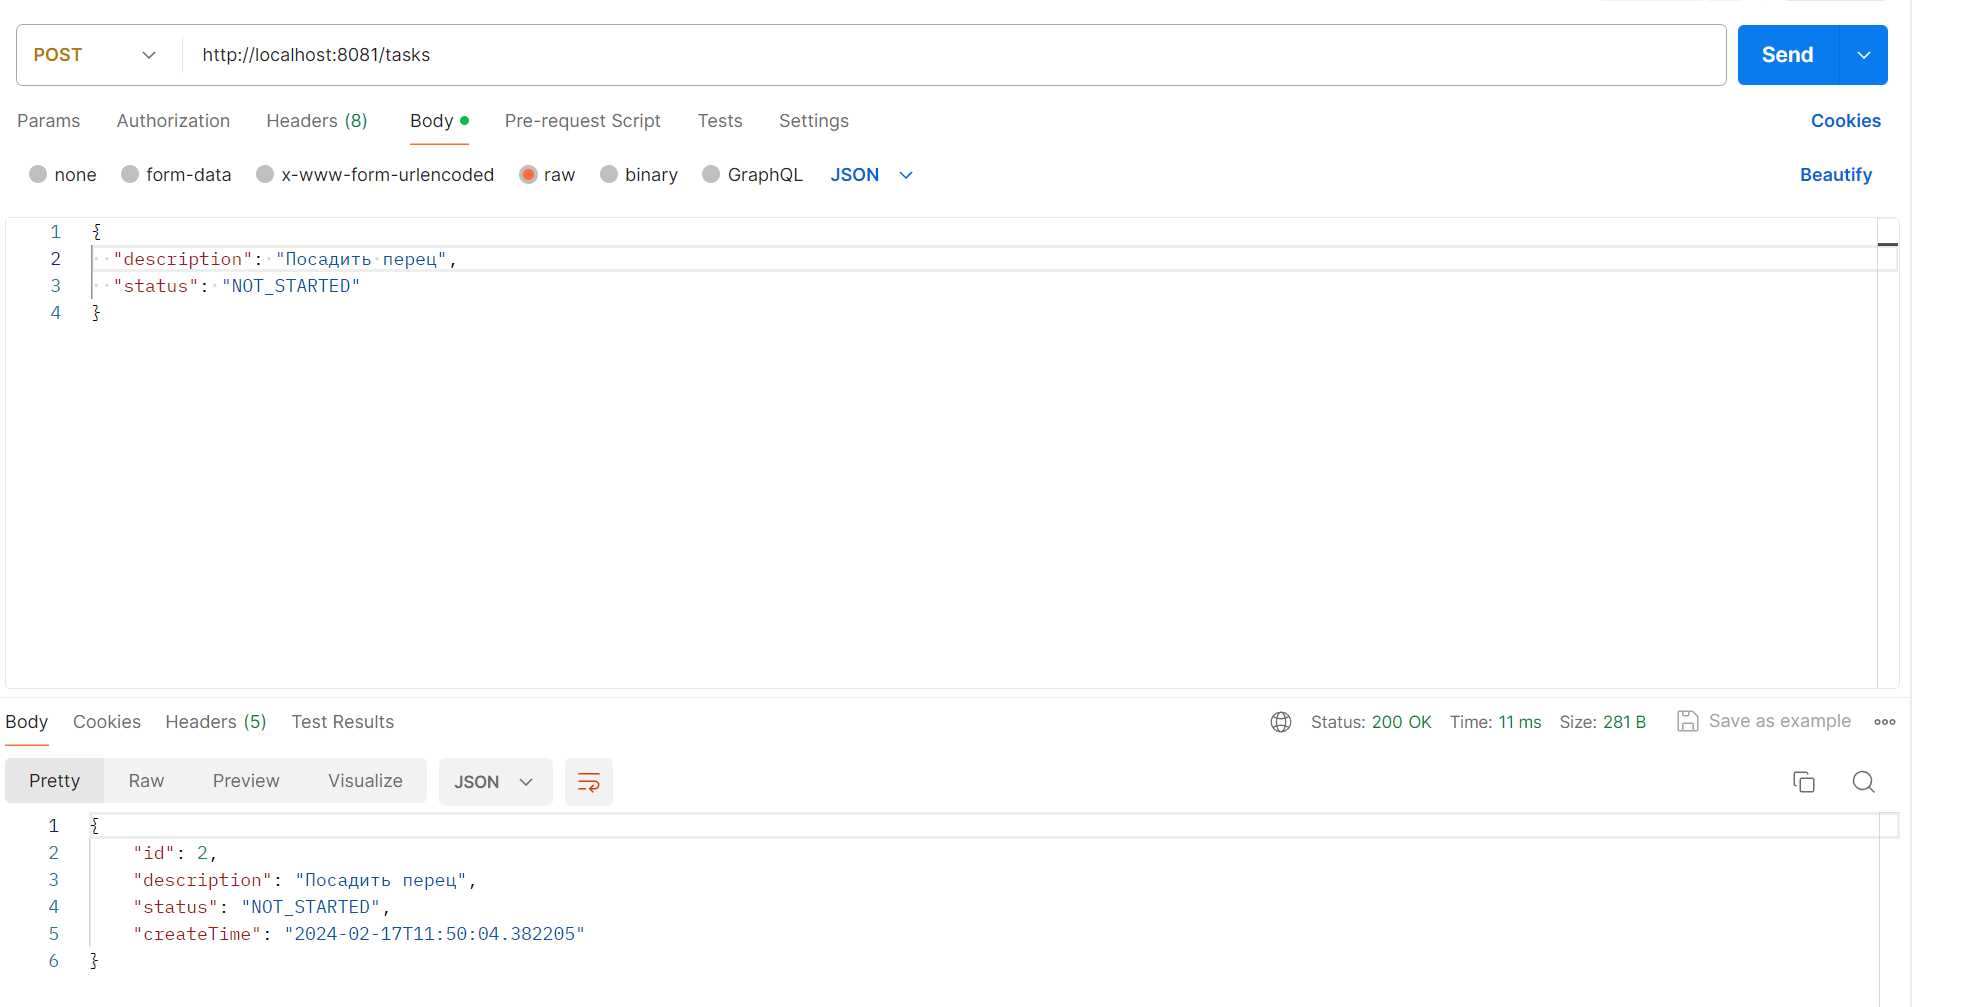 POST http://localhost:8081/tasks Send
Params Authorization Headers (8) Body Pre-request Script Tests Settings Cookies
none form-data x-www-form-urlencoded raw binary GraphQL JSON Beautify
1 {
2 "description": "Посадить перец",
3 "status": "NOT_STARTED"
4 }
Body Cookies Headers (5) Test Results Status: 200 OK Time: 11 ms Size: 281 B Save as example
Pretty Raw Preview Visualize JSON
1 {
2 "id": 2,
3 "description": "Посадить перец",
4 "status": "NOT_STARTED",
5 "createTime": "2024-02-17T11:50:04.382205"
6 }